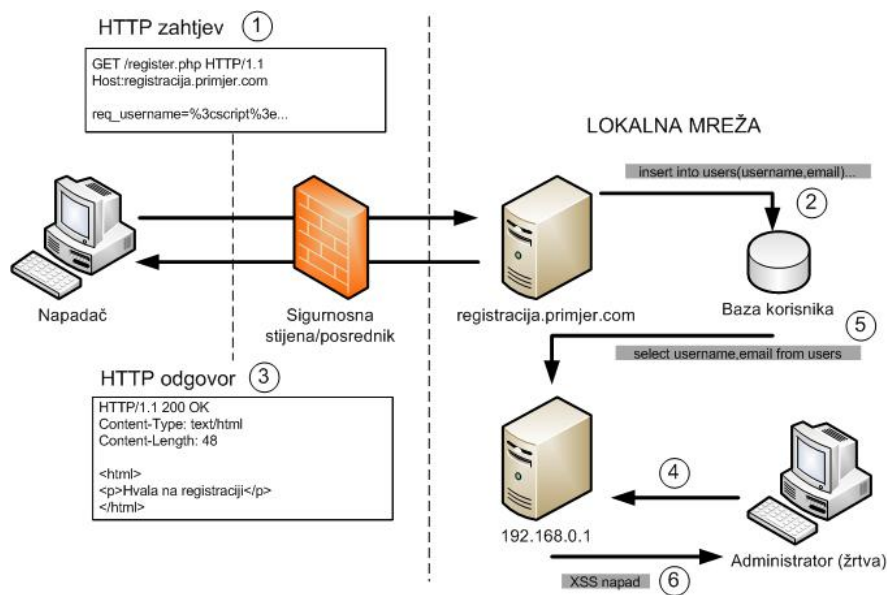 HTTP zahtjev 1
GET /register.php HTTP/1.1
Host:registracija.primjer.com
req_username=%3cscript%3e...
LOKALNA MREŽA
insert into users(username,email)...
2
Napadač
Sigurnosna
stijena/posrednik
registracija.primjer.com
Baza korisnika
5
select username,email from users
HTTP odgovor 3
HTTP/1.1 200 OK
Content-Type: text/html
Content-Length: 48
<html>
<p>Hvala na registraciji</p>
</html>
4
192.168.0.1
Administrator (žrtva)
XSS napad 6